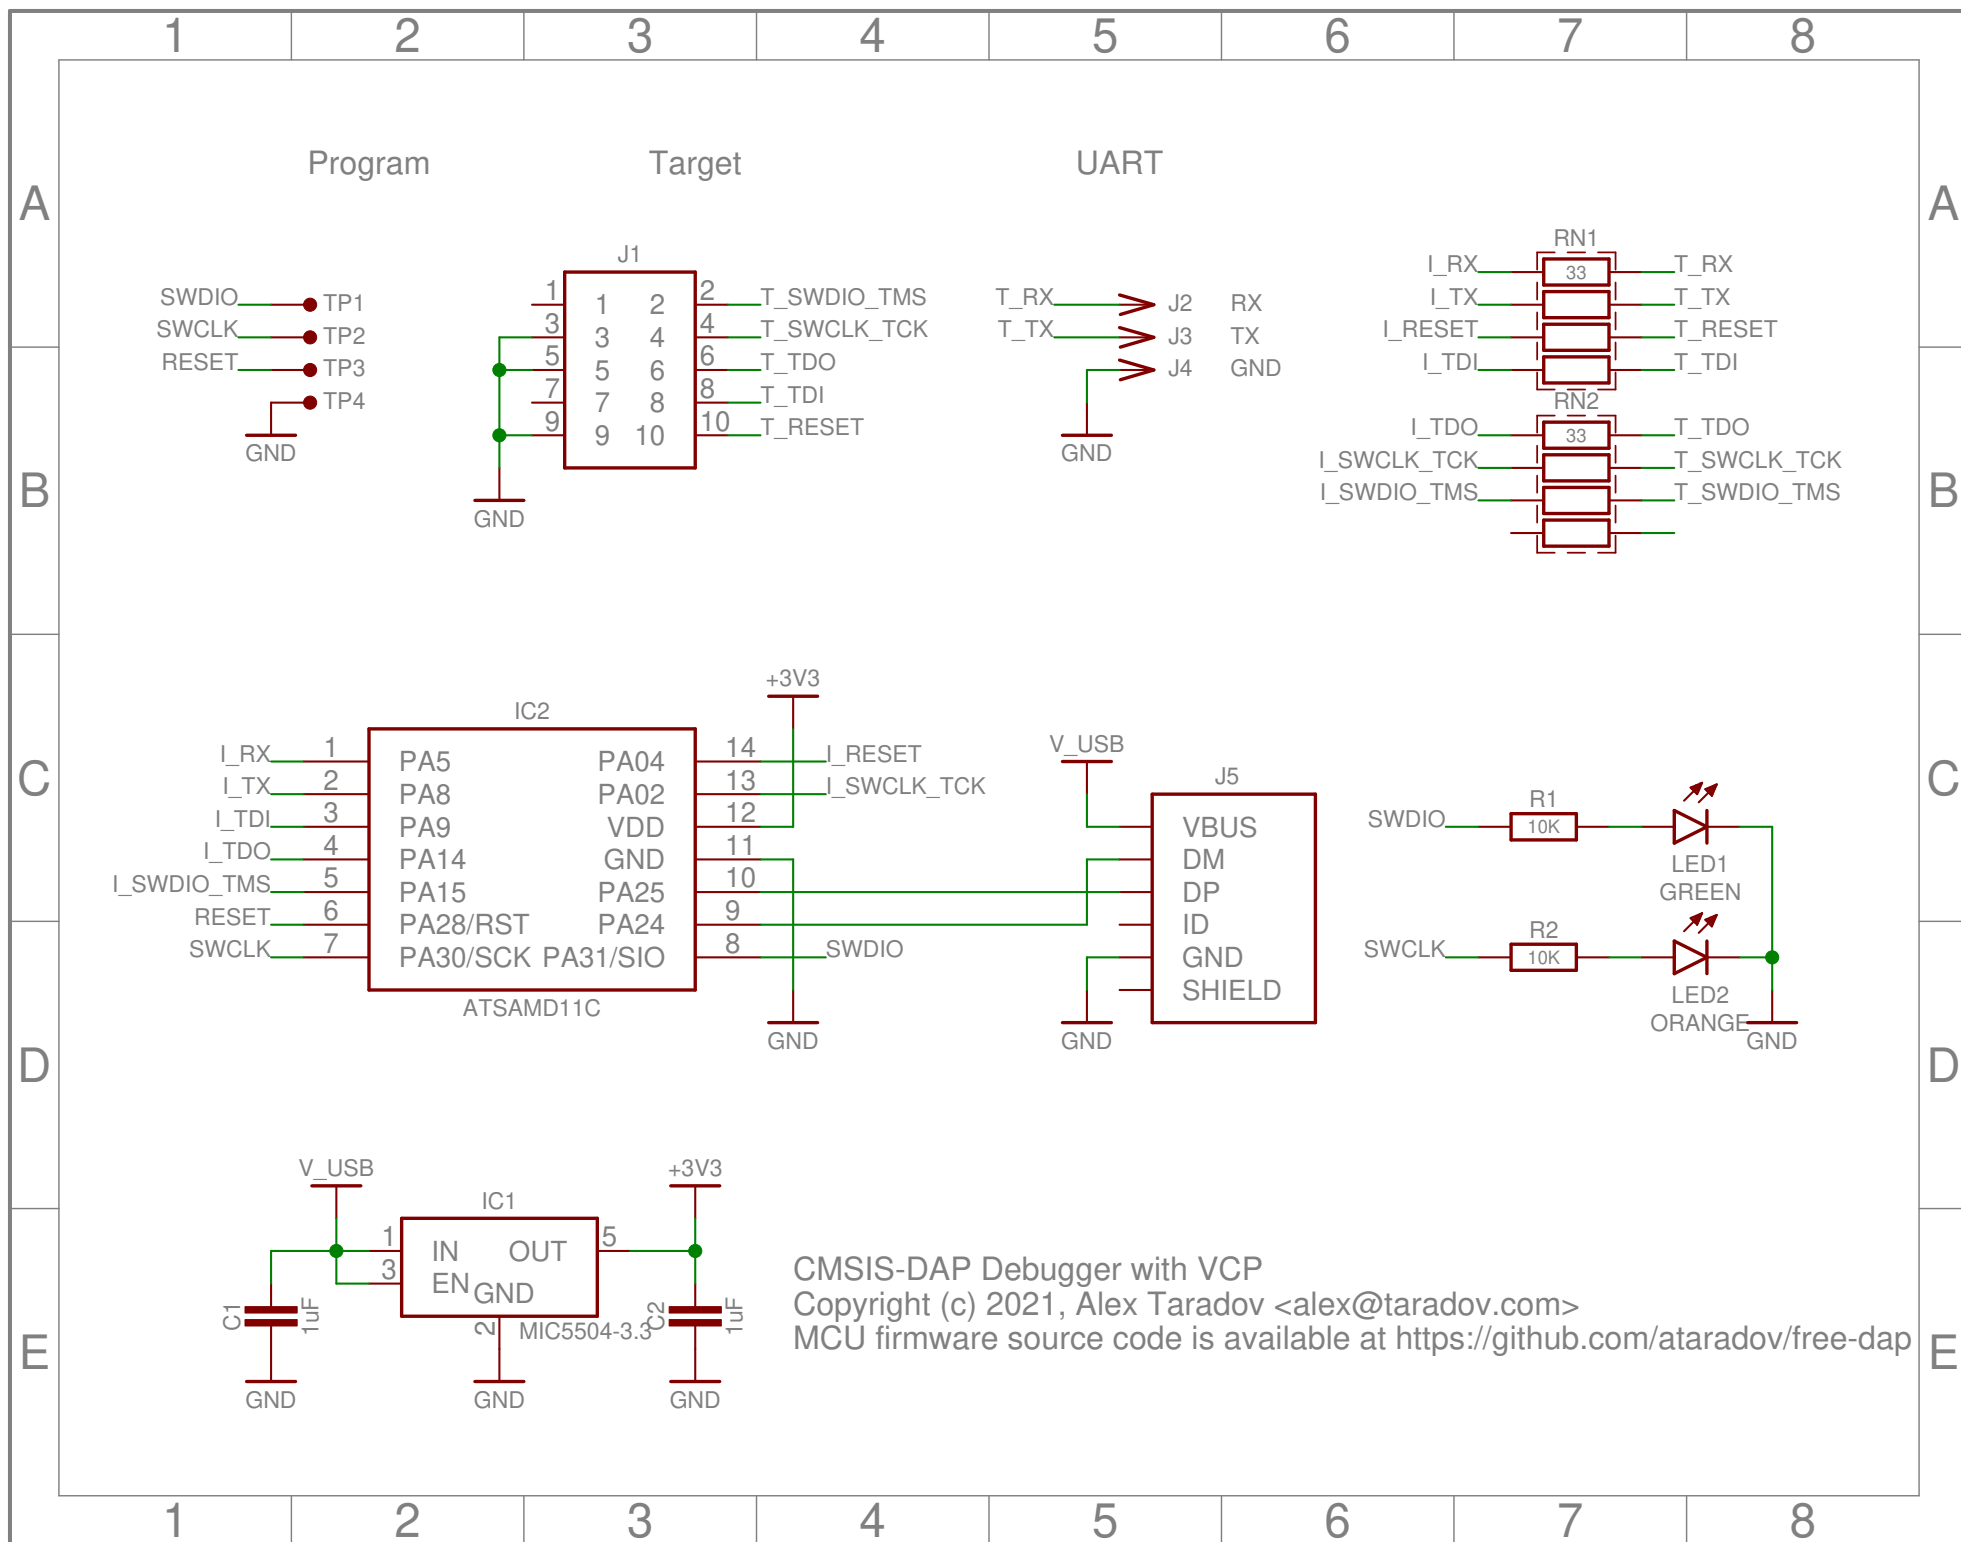 1 2 3 4 5 6 7 8
A A
Program Target UART
J1
SWDIO TP1
SWCLK TP2
RESET TP3
TP4
GND
1 1 2 2 T_SWDIO_TMS
3 3 4 4 T_SWCLK_TCK
5 5 6 6 T_TDO
7 7 8 8 T_TDI
9 9 10 10 T_RESET
GND
T_RX J2 RX
T_TX J3 TX
J4 GND
GND
RN1
I_RX 33 T_RX
I_TX T_TX
I_RESET T_RESET
I_TDI T_TDI
RN2
I_TDO 33 T_TDO
I_SWCLK_TCK T_SWCLK_TCK
I_SWDIO_TMS T_SWDIO_TMS
B B
C C
IC2
+3V3
I_RX 1 PA5 PA04 14 I_RESET
I_TX 2 PA8 PA02 13 I_SWCLK_TCK
I_TDI 3 PA9 VDD 12
I_TDO 4 PA14 GND 11
I_SWDIO_TMS 5 PA15 PA25 10
RESET 6 PA28/RST PA24 9
SWCLK 7 PA30/SCK PA31/SIO 8 SWDIO
ATSAMD11C
GND
V_USB
J5
VBUS
DM
DP
ID
GND
SHIELD
GND
SWDIO R1 10K
LED1
GREEN
SWCLK R2 10K
LED2
ORANGE
GND
D D
V_USB
IC1
+3V3
1 IN OUT 5
3 EN GND
2
MIC5504-3.3
C1 1uF
C2 1uF
GND GND GND
CMSIS-DAP Debugger with VCP
Copyright (c) 2021, Alex Taradov <alex@taradov.com>
MCU firmware source code is available at https://github.com/ataradov/free-dap
E E
1 2 3 4 5 6 7 8